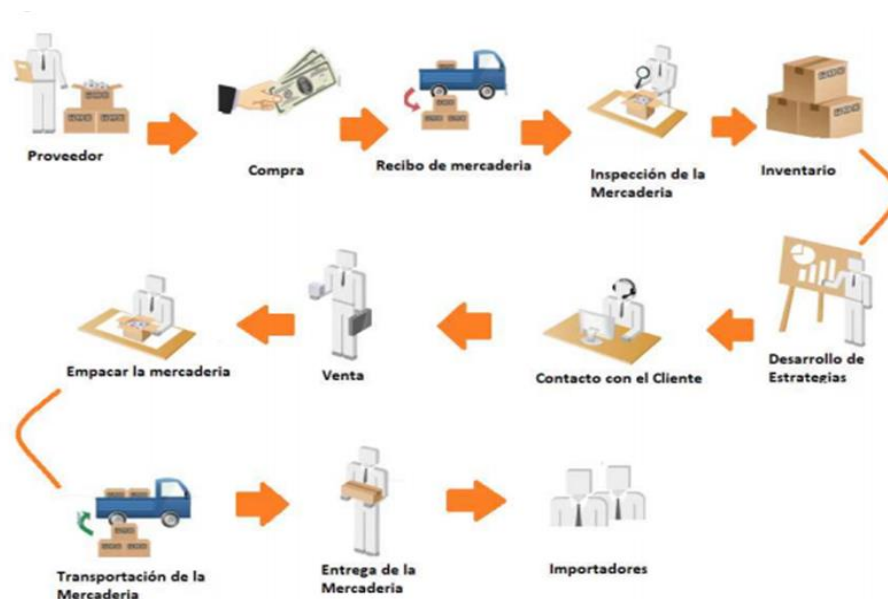 Proveedor
Compra
Recibo de mercaderia
Inspección de la
Mercaderia
Inventario
Desarrollo de
Estrategias
Contacto con el Cliente
Venta
Empacar la mercaderia
Transportación de la
Mercaderia
Entrega de la
Mercaderia
Importadores